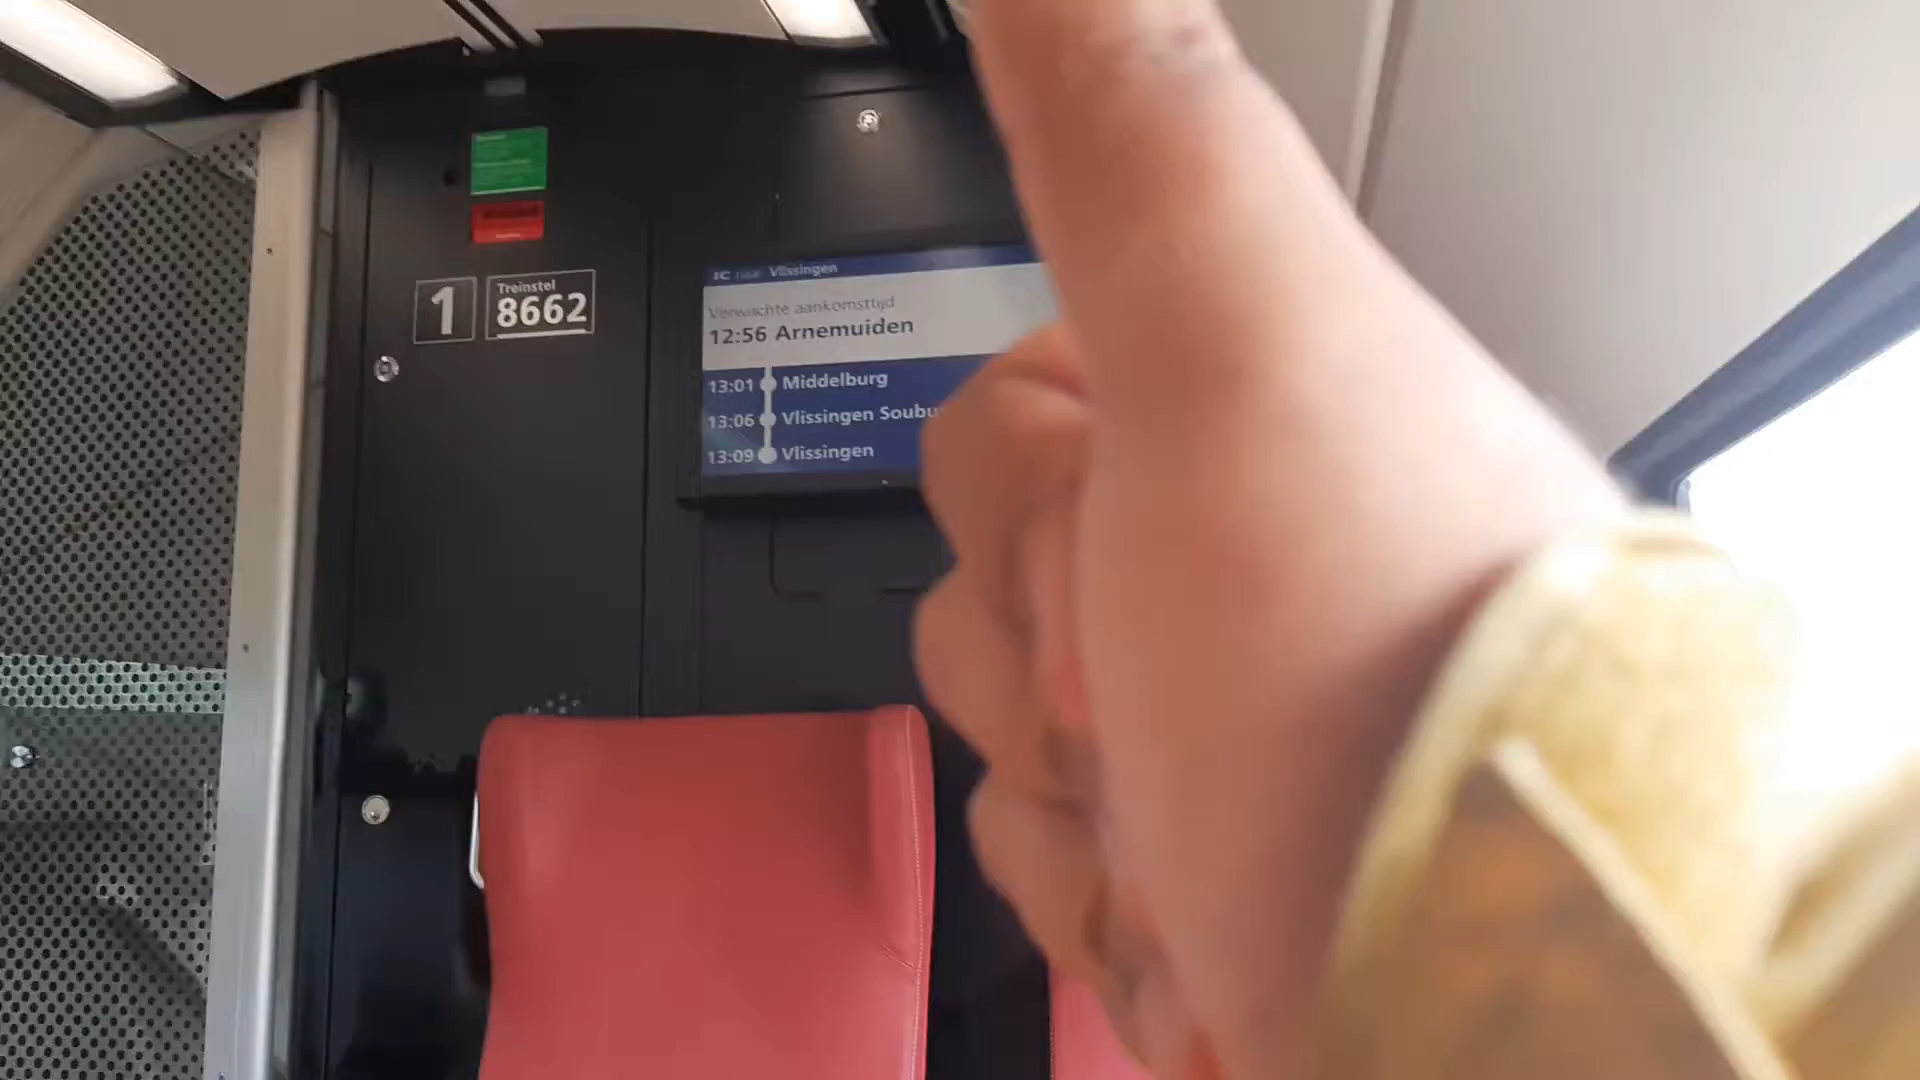 1
Treinstel
8662
IC naar Vlissingen
Verwachte aankomsttijd
12:56 Arnemuiden
13:01 Middelburg
13:06 Vlissingen Soubu
13:09 Vlissingen